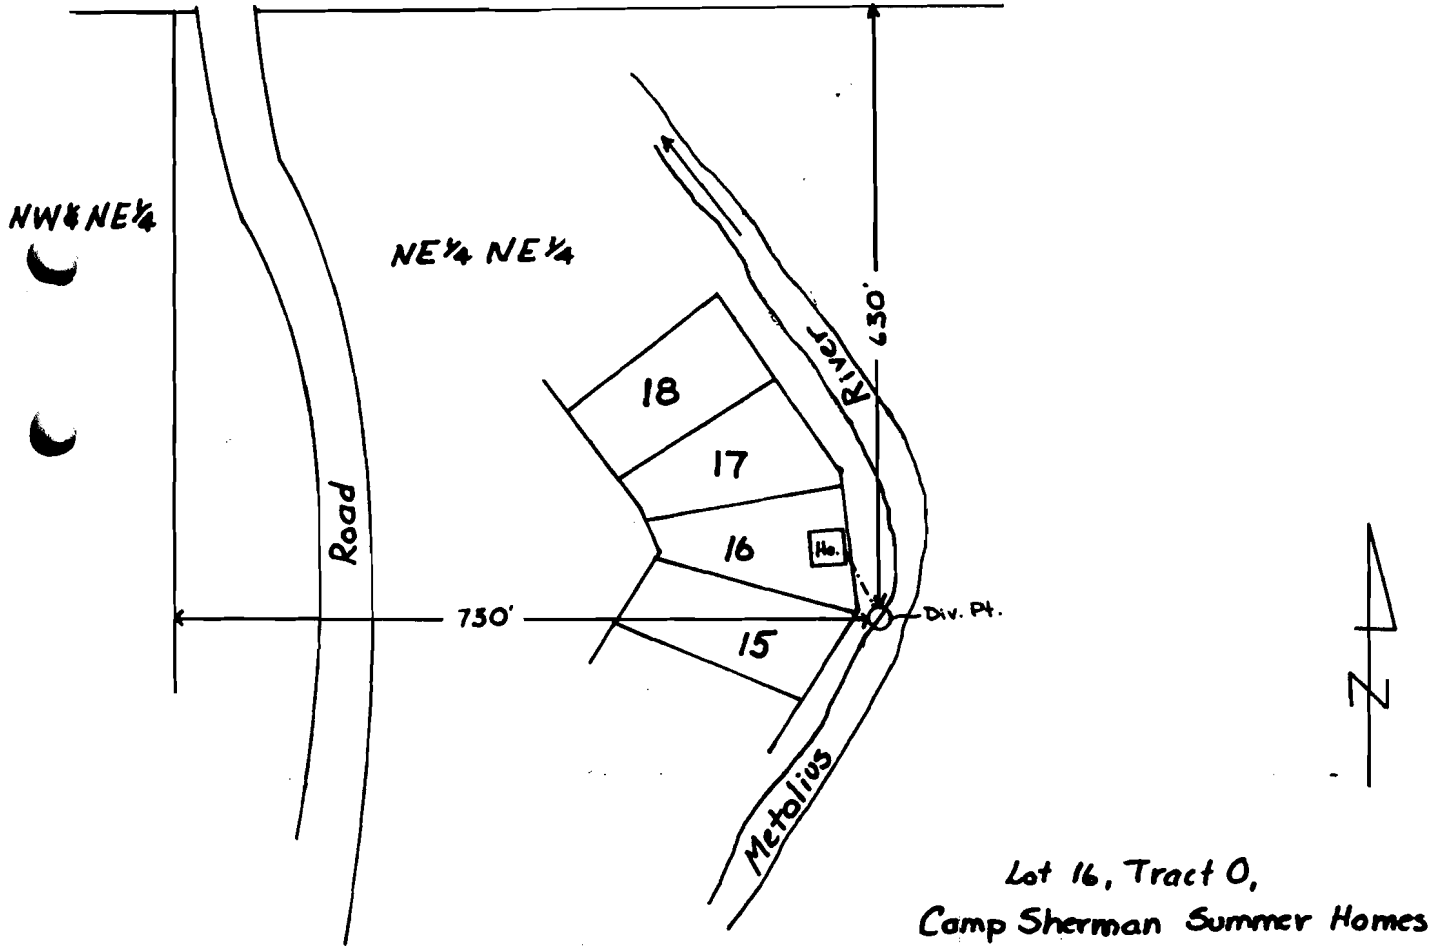 NW¼ NE¼
NE¼ NE¼
River
630'
18
17
Road
16
Ho.
730'
Div. Pt.
15
N
Metolius
Lot 16, Tract O,
Camp Sherman Summer Homes